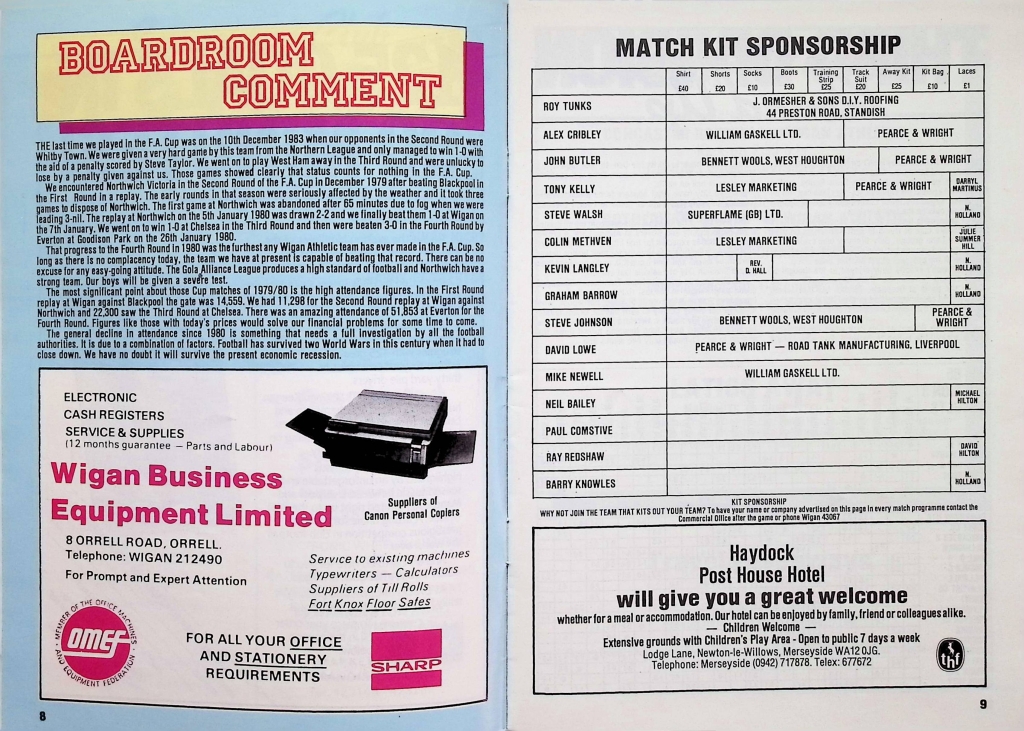 BOARDROOM
COMMENT
THE last time we played in the F.A. Cup was on the 10th December 1983 when our opponents in the Second Round were
Whitby Town. We were given a very hard game by this team from the Northern League and only managed to win 1-0 with
the aid of a penalty scored by Steve Taylor. We went on to play West Ham away in the Third Round and were unlucky to
lose by a penalty given against us. Those games showed clearly that status counts for nothing in the F.A. Cup.
We encountered Northwich Victoria in the Second Round of the F.A. Cup in December 1979 after beating Blackpool in
the First Round in a replay. The early rounds in that season were seriously affected by the weather and it took three
games to dispose of Northwich. The first game at Northwich was abandoned after 65 minutes due to fog when we were
leading 3-nil. The replay at Northwich on the 5th January 1980 was drawn 2-2 and we finally beat them 1-0 at Wigan on
the 7th January. We went on to win 1-0 at Chelsea in the Third Round and then were beaten 3-0 in the Fourth Round by
Everton at Goodison Park on the 26th January 1980.
That progress to the Fourth Round in 1980 was the furthest any Wigan Athletic team has ever made in the F.A. Cup. So
long as there is no complacency today, the team we have at present is capable of beating that record. There can be no
excuse for any easy-going attitude. The Gola Alliance League produces a high standard of football and Northwich have a
strong team. Our boys will be given a severe test.
The most significant point about those Cup matches of 1979/80 is the high attendance figures. In the First Round
replay at Wigan against Blackpool the gate was 14,559. We had 11,298 for the Second Round replay at Wigan against
Northwich and 22,300 saw the Third Round at Chelsea. There was an amazing attendance of 51,853 at Everton for the
Fourth Round. Figures like those with today's prices would solve our financial problems for some time to come.
The general decline in attendance since 1980 is something that needs a full investigation by all the football
authorities. It is due to a combination of factors. Football has survived two World Wars in this century when it had to
close down. We have no doubt it will survive the present economic recession.
ELECTRONIC
CASH REGISTERS
SERVICE & SUPPLIES
(12 months guarantee — Parts and Labour)
Wigan Business
Equipment Limited
Suppliers of
Canon Personal Copiers
8 ORRELL ROAD, ORRELL.
Telephone: WIGAN 212490
For Prompt and Expert Attention
Service to existing machines
Typewriters — Calculators
Suppliers of Till Rolls
Fort Knox Floor Safes
MEMBER OF THE OFFICE MACHINES
OMEF
AND EQUIPMENT FEDERATION
FOR ALL YOUR OFFICE
AND STATIONERY
REQUIREMENTS
SHARP
8
MATCH KIT SPONSORSHIP
Shirt £40 Shorts £20 Socks £10 Boots £30 Training Strip £25 Track Suit £20 Away Kit £25 Kit Bag £10 Laces £1
ROY TUNKS J. ORMESHER & SONS D.I.Y. ROOFING
44 PRESTON ROAD, STANDISH
ALEX CRIBLEY WILLIAM GASKELL LTD. PEARCE & WRIGHT
JOHN BUTLER BENNETT WOOLS, WEST HOUGHTON PEARCE & WRIGHT
TONY KELLY LESLEY MARKETING PEARCE & WRIGHT DARRYL MARTINUS
STEVE WALSH SUPERFLAME (GB) LTD. N. HOLLAND
COLIN METHVEN LESLEY MARKETING JULIE SUMMER HILL
KEVIN LANGLEY REV. D. HALL N. HOLLAND
GRAHAM BARROW N. HOLLAND
STEVE JOHNSON BENNETT WOOLS, WEST HOUGHTON PEARCE & WRIGHT
DAVID LOWE PEARCE & WRIGHT — ROAD TANK MANUFACTURING, LIVERPOOL
MIKE NEWELL WILLIAM GASKELL LTD.
NEIL BAILEY MICHAEL HILTON
PAUL COMSTIVE
RAY REDSHAW DAVID HILTON
BARRY KNOWLES N. HOLLAND
KIT SPONSORSHIP
WHY NOT JOIN THE TEAM THAT KITS OUT YOUR TEAM? To have your name or company advertised on this page in every match programme contact the
Commercial Office after the game or phone Wigan 43067
Haydock
Post House Hotel
will give you a great welcome
whether for a meal or accommodation. Our hotel can be enjoyed by family, friend or colleagues alike.
— Children Welcome —
Extensive grounds with Children's Play Area - Open to public 7 days a week
Lodge Lane, Newton-le-Willows, Merseyside WA12 0JG.
Telephone: Merseyside (0942) 717878. Telex: 677672
thf
9